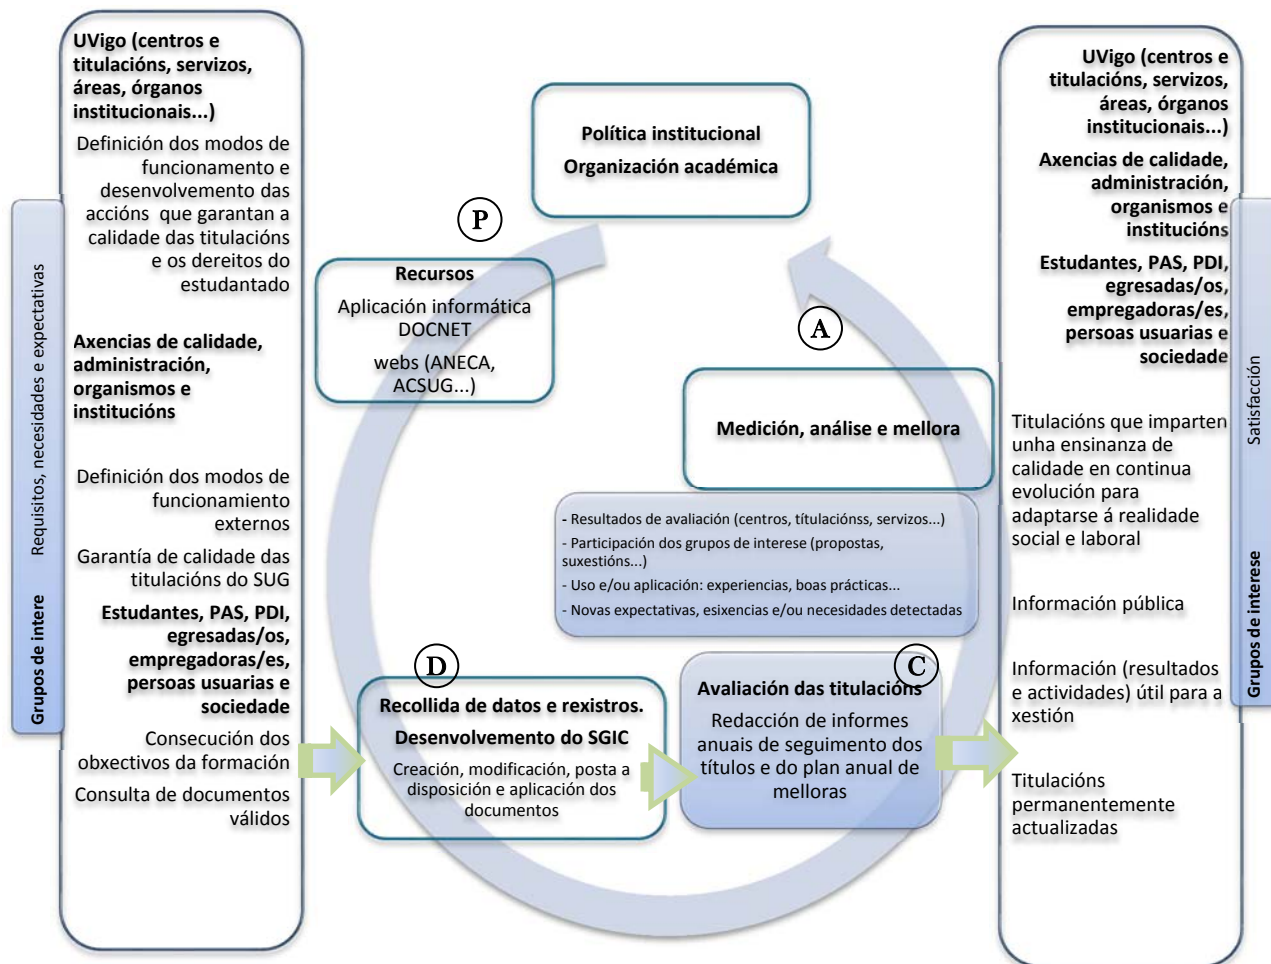 Grupos de intere
Requisitos, necesidades e expectativas
UVigo (centros e
titulacións, servizos,
áreas, órganos
institucionais...)
Definición dos modos de
funcionamento e
desenvolvemento das
accións que garantan a
calidade das titulacións
e os dereitos do
estudantado
Axencias de calidade,
administración,
organismos e
institucións
Definición dos modos de
funcionamiento
externos
Garantía de calidade das
titulacións do SUG
Estudantes, PAS, PDI,
egresadas/os,
empregadoras/es,
persoas usuarias e
sociedade
Consecución dos
obxectivos da formación
Consulta de documentos
válidos
Política institucional
Organización académica
P
Recursos
Aplicación informática
DOCNET
webs (ANECA,
ACSUG...)
A
Medición, análise e mellora
- Resultados de avaliación (centros, títulaciónss, servizos...)
- Participación dos grupos de interese (propostas,
suxestións...)
- Uso e/ou aplicación: experiencias, boas prácticas...
- Novas expectativas, esixencias e/ou necesidades detectadas
D
Recollida de datos e rexistros.
Desenvolvemento do SGIC
Creación, modificación, posta a
disposición e aplicación dos
documentos
C
Avaliación das titulacións
Redacción de informes
anuais de seguimento dos
títulos e do plan anual de
melloras
UVigo (centros e
titulacións, servizos,
áreas, órganos
institucionais...)
Axencias de calidade,
administración,
organismos e
institucións
Estudantes, PAS, PDI,
egresadas/os,
empregadoras/es,
persoas usuarias e
sociedade
Titulacións que imparten
unha ensinanza de
calidade en continua
evolución para
adaptarse á realidade
social e laboral
Información pública
Información (resultados
e actividades) útil para a
xestión
Titulacións
permanentemente
actualizadas
Grupos de interese
Satisfacción